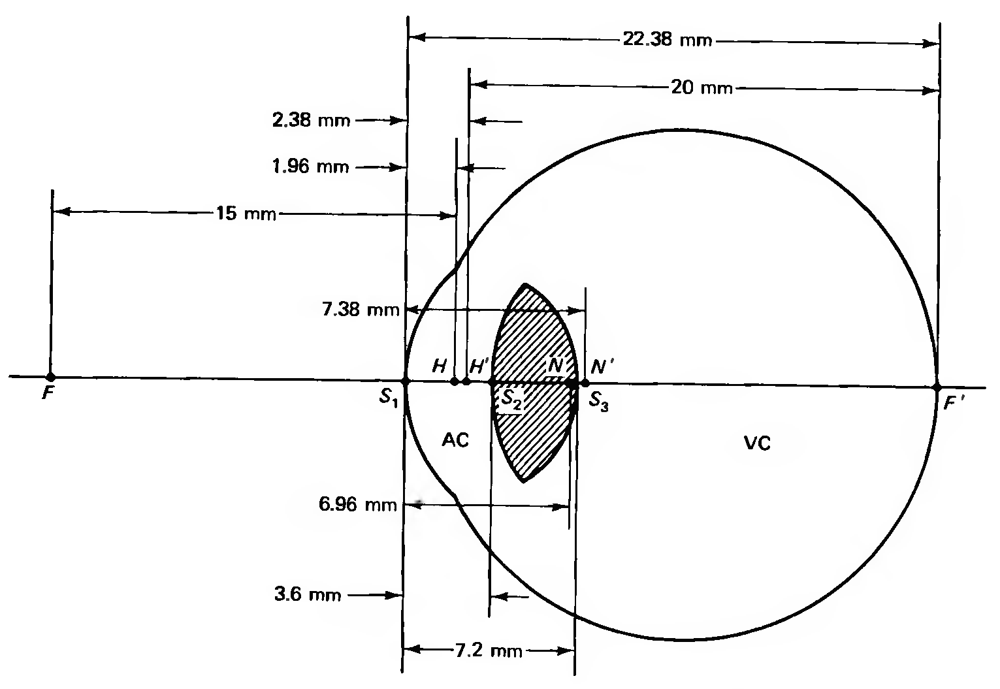 22.38 mm
20 mm
2.38 mm
1.96 mm
15 mm
7.38 mm
H H' N N'
F S₁ S₂ S₃ F'
AC VC
6.96 mm
3.6 mm
7.2 mm